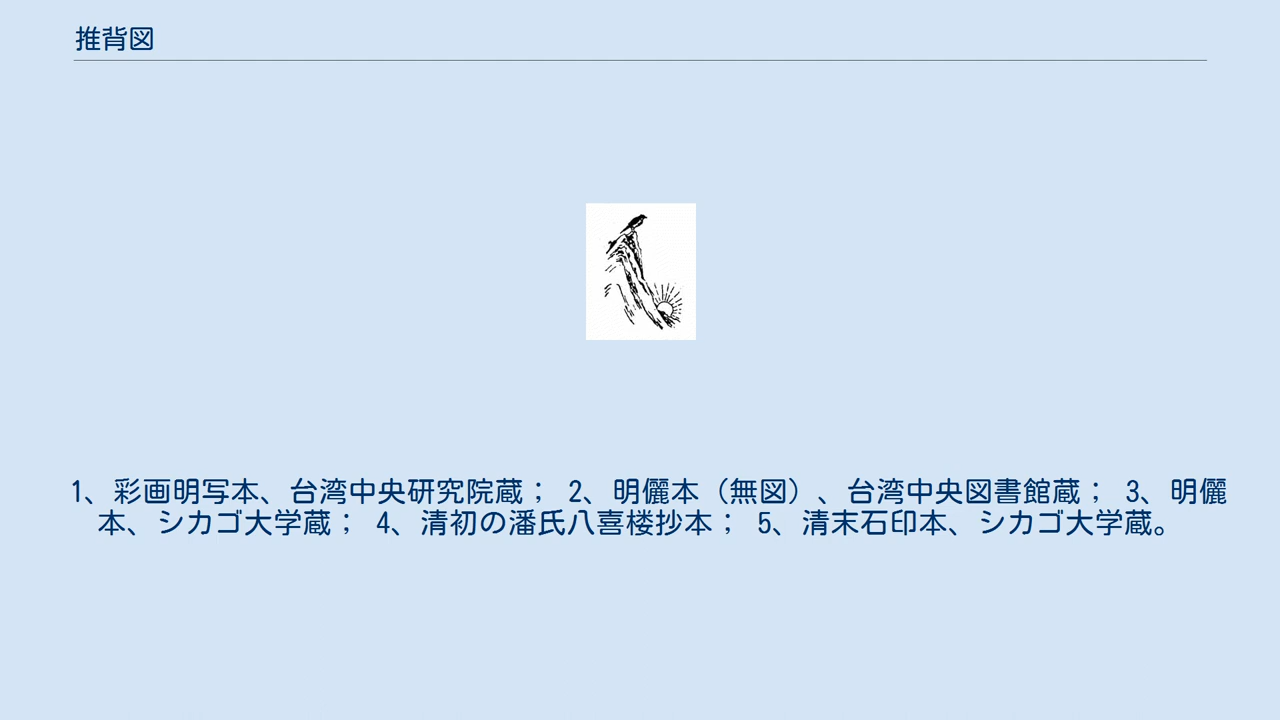 推背図
1、彩画明写本、台湾中央研究院蔵； 2、明儷本（無図）、台湾中央図書館蔵； 3、明儷
本、シカゴ大学蔵； 4、清初の潘氏八喜楼抄本； 5、清末石印本、シカゴ大学蔵。